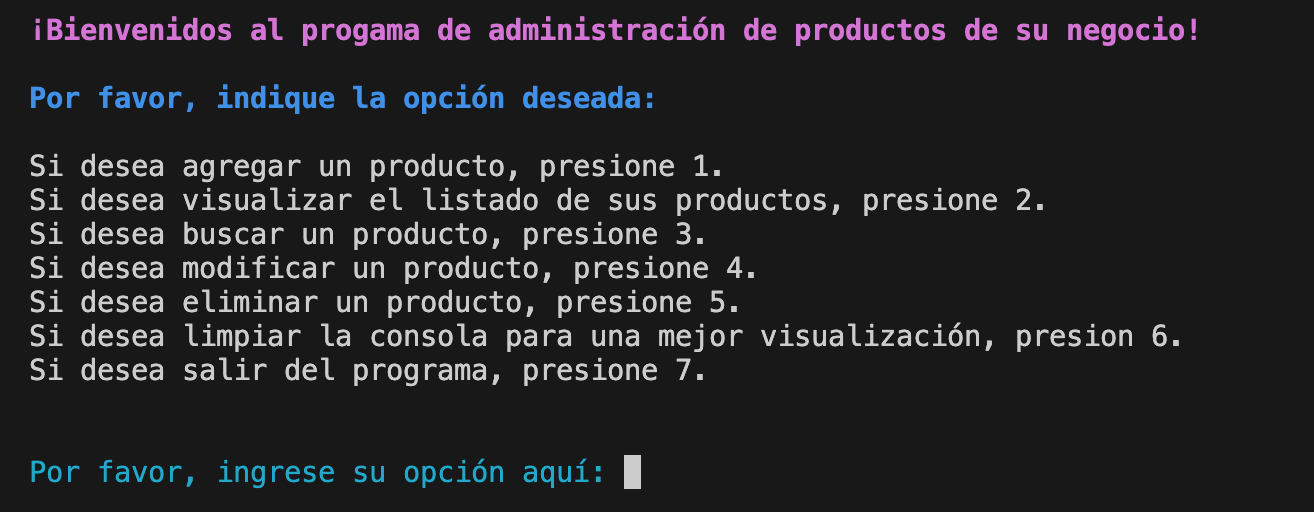 ¡Bienvenidos al progama de administración de productos de su negocio!
Por favor, indique la opción deseada:
Si desea agregar un producto, presione 1.
Si desea visualizar el listado de sus productos, presione 2.
Si desea buscar un producto, presione 3.
Si desea modificar un producto, presione 4.
Si desea eliminar un producto, presione 5.
Si desea limpiar la consola para una mejor visualización, presion 6.
Si desea salir del programa, presione 7.
Por favor, ingrese su opción aquí: